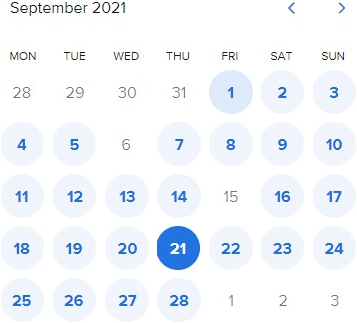 September 2021
MON TUE WED THU FRI SAT SUN
28 29 30 31 1 2 3
4 5 6 7 8 9 10
11 12 13 14 15 16 17
18 19 20 21 22 23 24
25 26 27 28 1 2 3